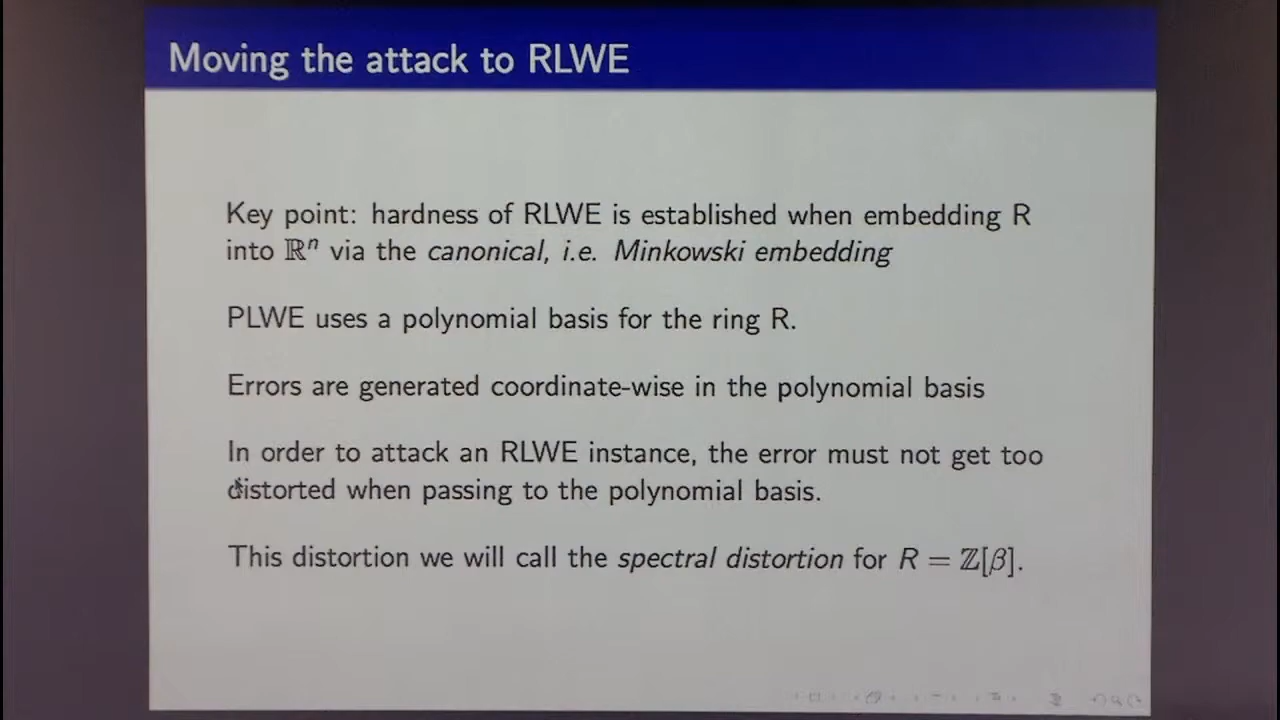 Moving the attack to RLWE
Key point: hardness of RLWE is established when embedding R
into ℝⁿ via the canonical, i.e. Minkowski embedding
PLWE uses a polynomial basis for the ring R.
Errors are generated coordinate-wise in the polynomial basis
In order to attack an RLWE instance, the error must not get too
distorted when passing to the polynomial basis.
This distortion we will call the spectral distortion for R = ℤ[β].